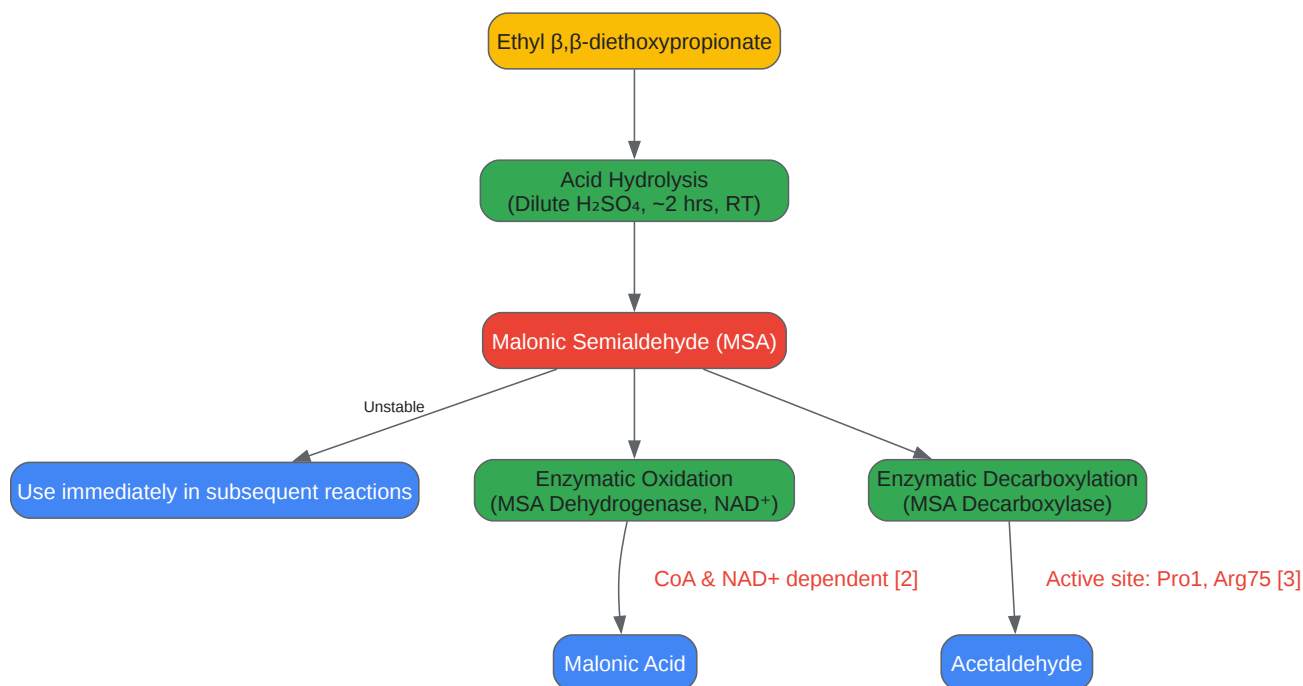 Ethyl β,β-diethoxypropionate
Acid Hydrolysis
(Dilute H₂SO₄, ~2 hrs, RT)
Malonic Semialdehyde (MSA)
Unstable
Use immediately in subsequent reactions
Enzymatic Oxidation
(MSA Dehydrogenase, NAD⁺)
Enzymatic Decarboxylation
(MSA Decarboxylase)
CoA & NAD+ dependent [2]
Active site: Pro1, Arg75 [3]
Malonic Acid
Acetaldehyde